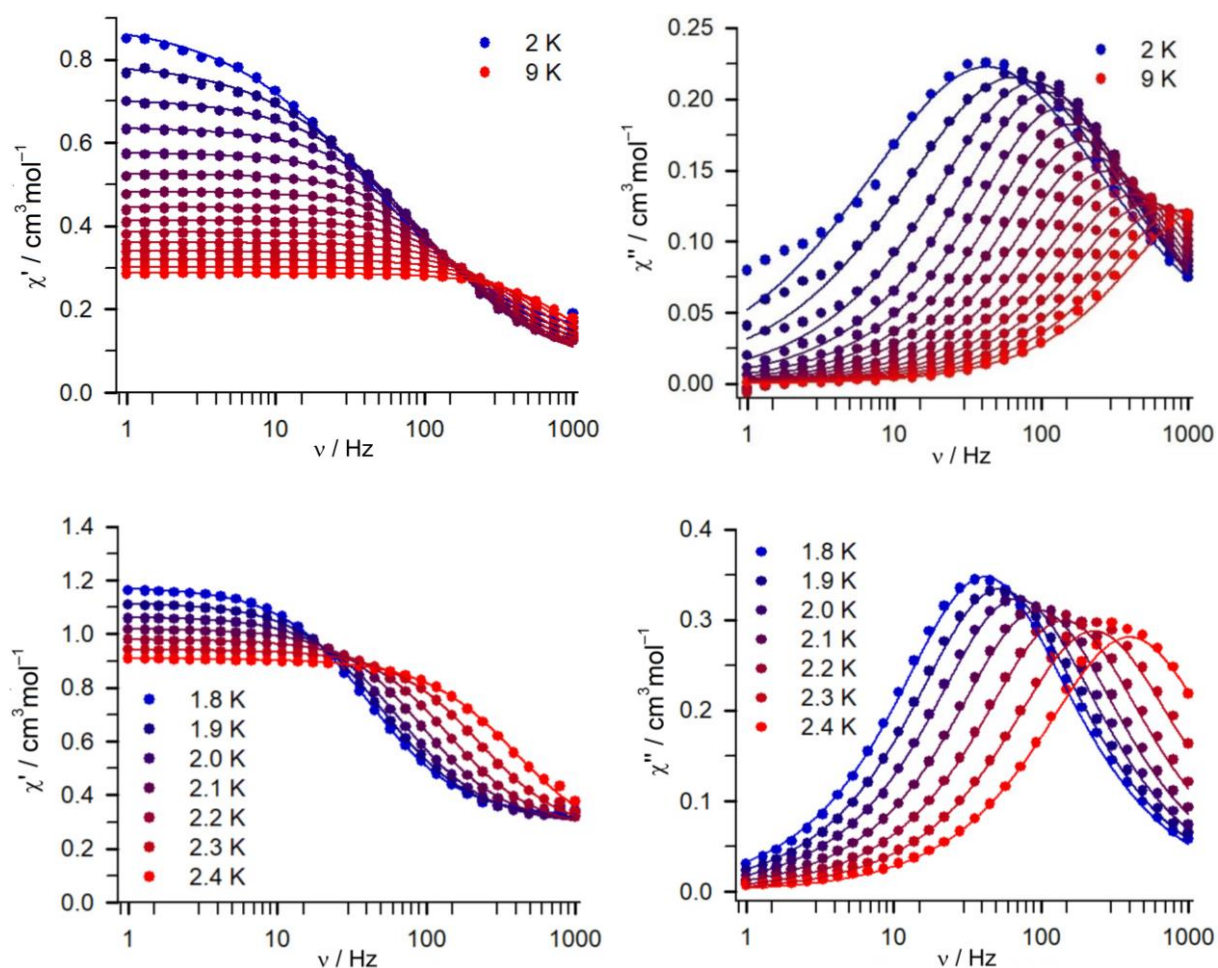 χ' / cm³mol⁻¹
0.8
0.6
0.4
0.2
0.0
1
10
100
1000
ν / Hz
2 K
9 K
χ'' / cm³mol⁻¹
0.25
0.20
0.15
0.10
0.05
0.00
1
10
100
1000
ν / Hz
2 K
9 K
χ' / cm³mol⁻¹
1.4
1.2
1.0
0.8
0.6
0.4
0.2
0.0
1
10
100
1000
ν / Hz
1.8 K
1.9 K
2.0 K
2.1 K
2.2 K
2.3 K
2.4 K
χ'' / cm³mol⁻¹
0.4
0.3
0.2
0.1
0.0
1
10
100
1000
ν / Hz
1.8 K
1.9 K
2.0 K
2.1 K
2.2 K
2.3 K
2.4 K